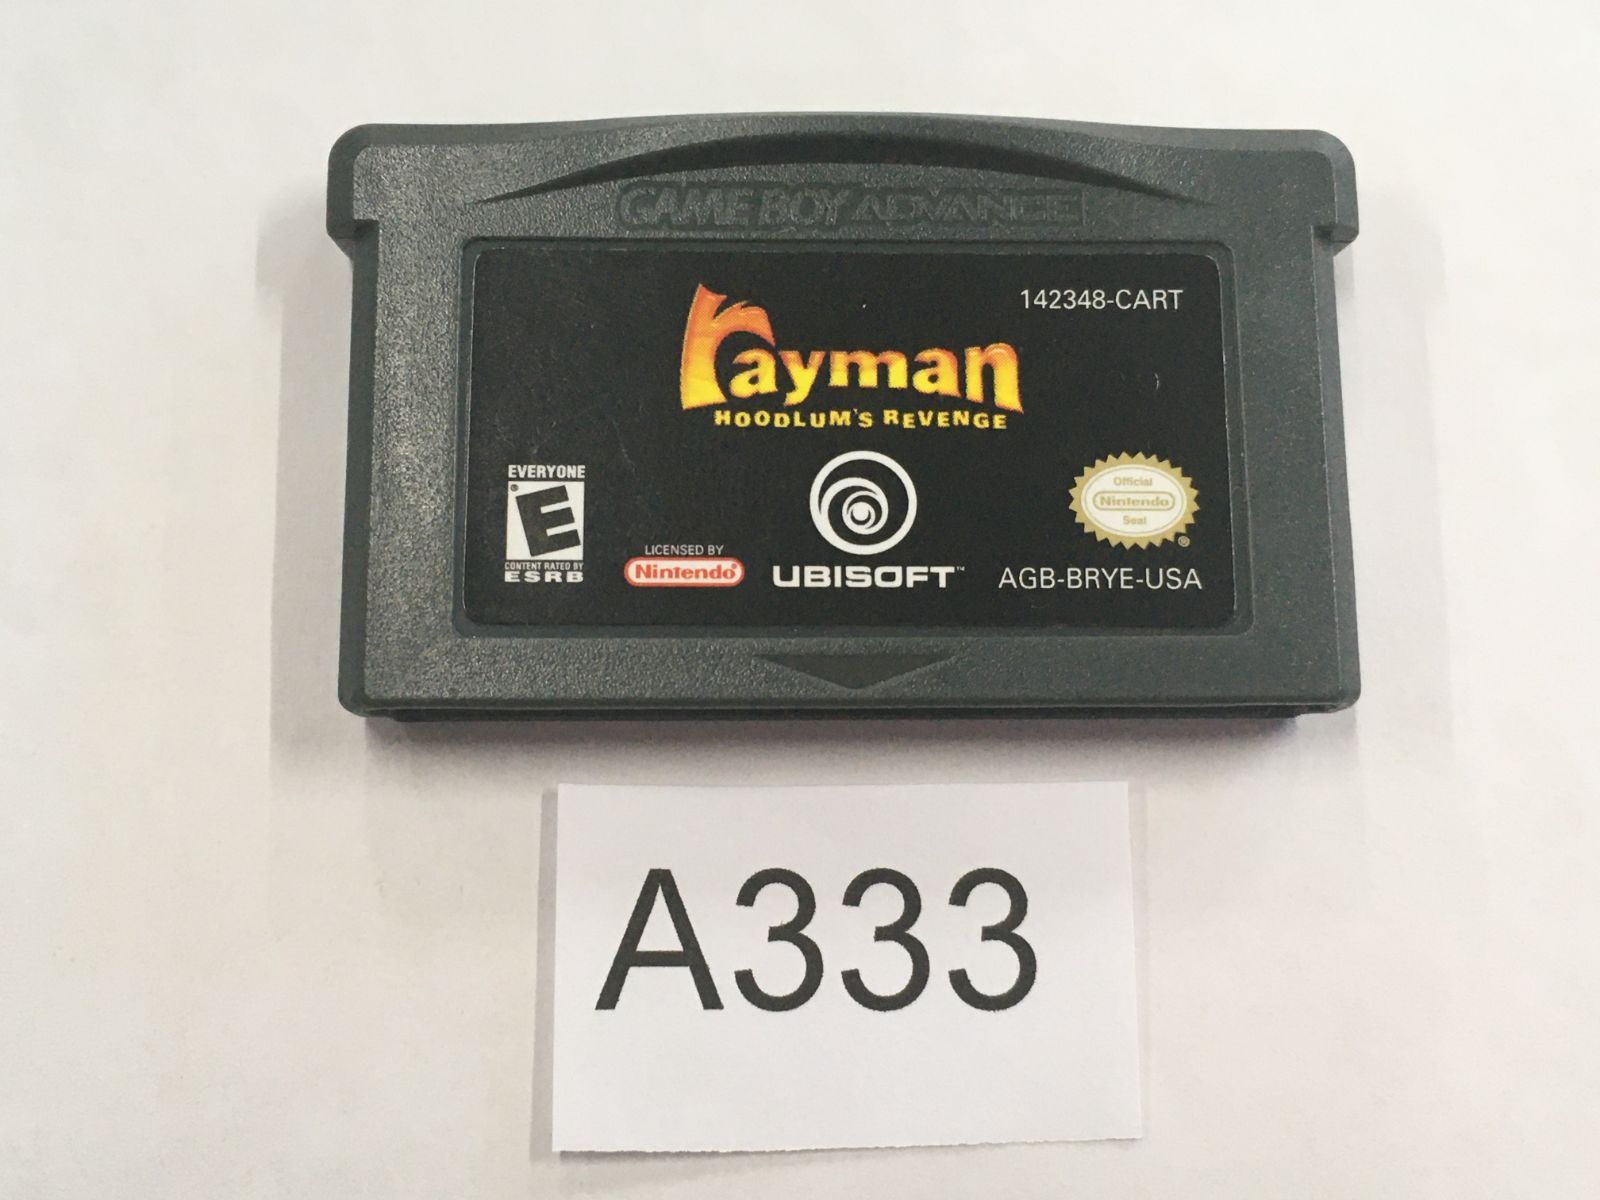 GAME BOY ADVANCE
142348-CART
rayman
HOODLUM'S REVENGE
EVERYONE
E
CONTENT RATED BY
ESRB
LICENSED BY
Nintendo
UBISOFT™
Official
Nintendo
Seal
®
AGB-BRYE-USA
A333